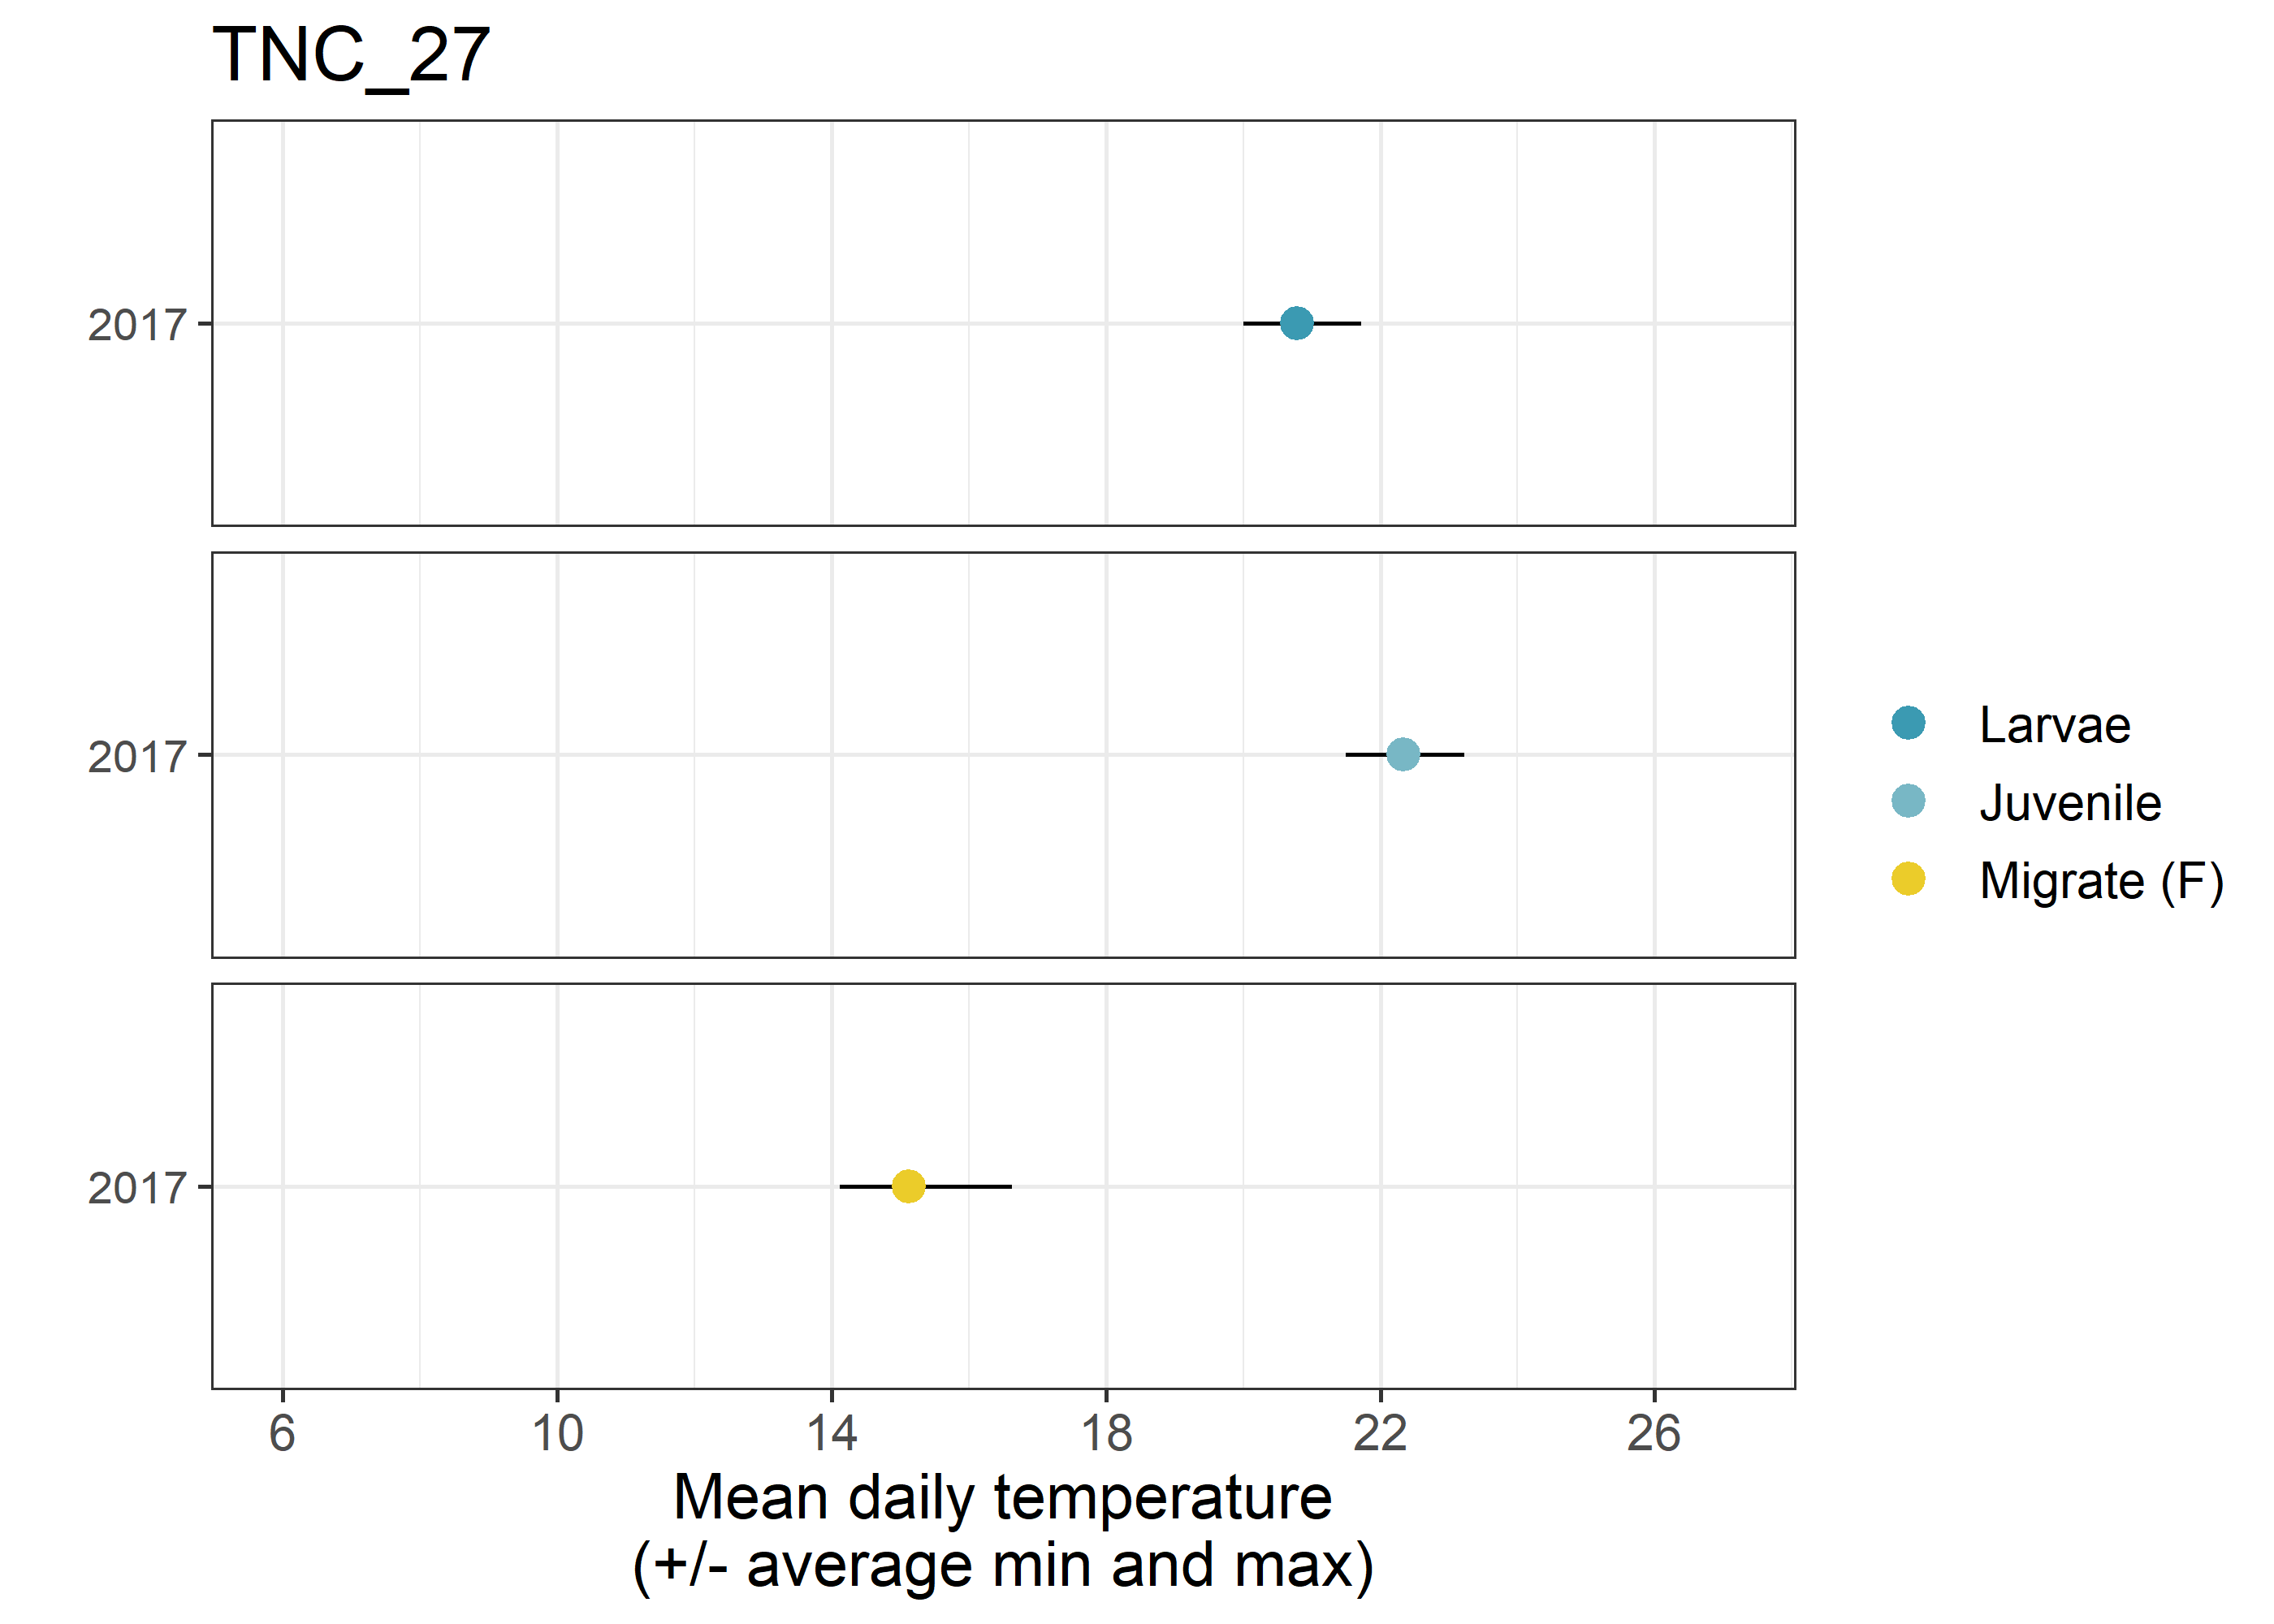 TNC_27
2017
2017
2017
Larvae
Juvenile
Migrate (F)
6 10 14 18 22 26
Mean daily temperature
(+/- average min and max)